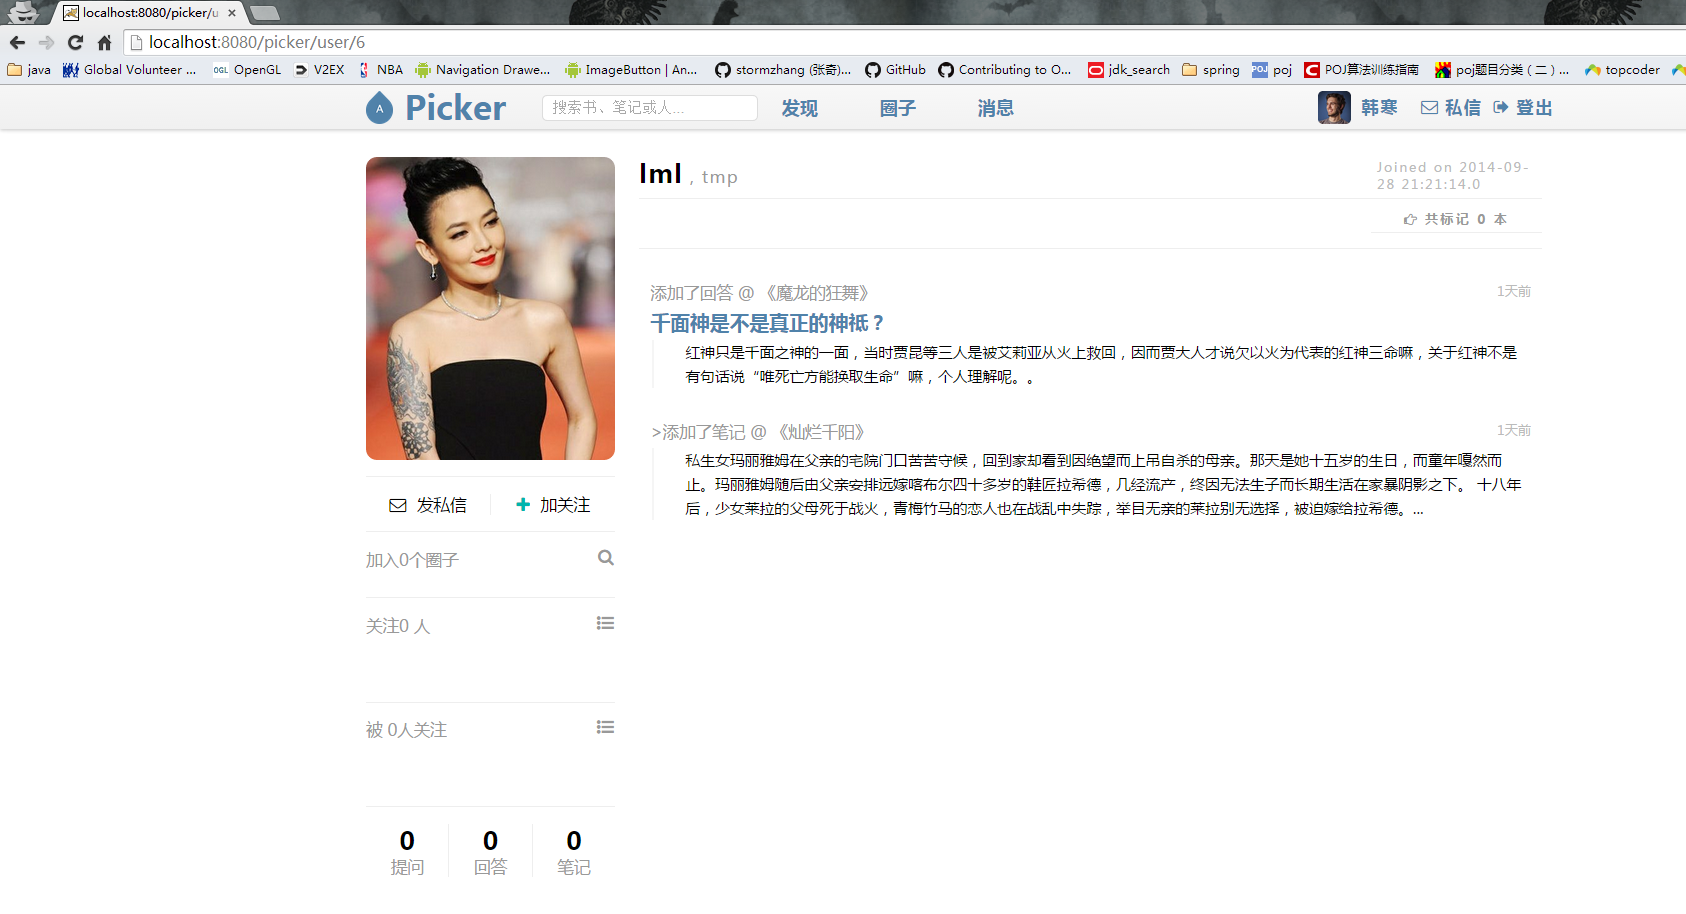 localhost:8080/picker/u
localhost:8080/picker/user/6
java Global Volunteer ... OGL OpenGL V2EX NBA Navigation Drawe... ImageButton | An... stormzhang (张奇)... GitHub Contributing to O... jdk_search spring POJ poj POJ算法训练指南 poj题目分类（二）... topcoder
A Picker 搜索书、笔记或人... 发现 圈子 消息 韩寒 私信 登出
lml , tmp
Joined on 2014-09-
28 21:21:14.0
共标记 0 本
添加了回答 @ 《魔龙的狂舞》 1天前
千面神是不是真正的神祗？
红神只是千面之神的一面，当时贾昆等三人是被艾莉亚从火上救回，因而贾大人才说欠以火为代表的红神三命嘛，关于红神不是
有句话说“唯死亡方能换取生命”嘛，个人理解呢。。
>添加了笔记 @ 《灿烂千阳》 1天前
私生女玛丽雅姆在父亲的宅院门口苦苦守候，回到家却看到因绝望而上吊自杀的母亲。那天是她十五岁的生日，而童年嘎然而
止。玛丽雅姆随后由父亲安排远嫁喀布尔四十多岁的鞋匠拉希德，几经流产，终因无法生子而长期生活在家暴阴影之下。 十八年
后，少女莱拉的父母死于战火，青梅竹马的恋人也在战乱中失踪，举目无亲的莱拉别无选择，被迫嫁给拉希德。...
发私信 加关注
加入0个圈子
关注0 人
被 0人关注
0 0 0
提问 回答 笔记